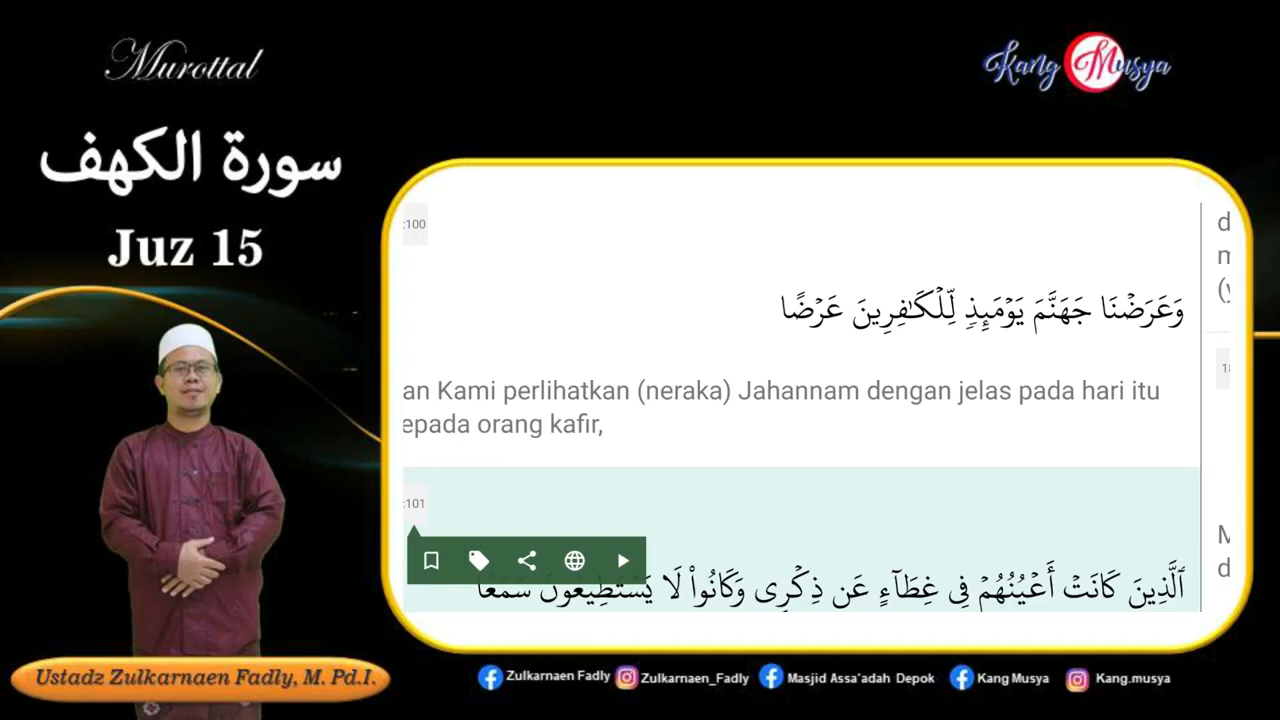 Murottal
Kang Musya
سورة الكهف
Juz 15
:100
وَعَرَضْنَا جَهَنَّمَ يَوْمَئِذٍ لِّلْكَٰفِرِينَ عَرْضًا
an Kami perlihatkan (neraka) Jahannam dengan jelas pada hari itu
epada orang kafir,
:101
ٱلَّذِينَ كَانَتْ أَعْيُنُهُمْ فِى غِطَآءٍ عَن ذِكْرِى وَكَانُوا۟ لَا يَسْتَطِيعُونَ سَمْعًا
d
m
(y
18
M
d
Ustadz Zulkarnaen Fadly, M. Pd.I.
Zulkarnaen Fadly Zulkarnaen_Fadly Masjid Assa'adah Depok Kang Musya Kang.musya